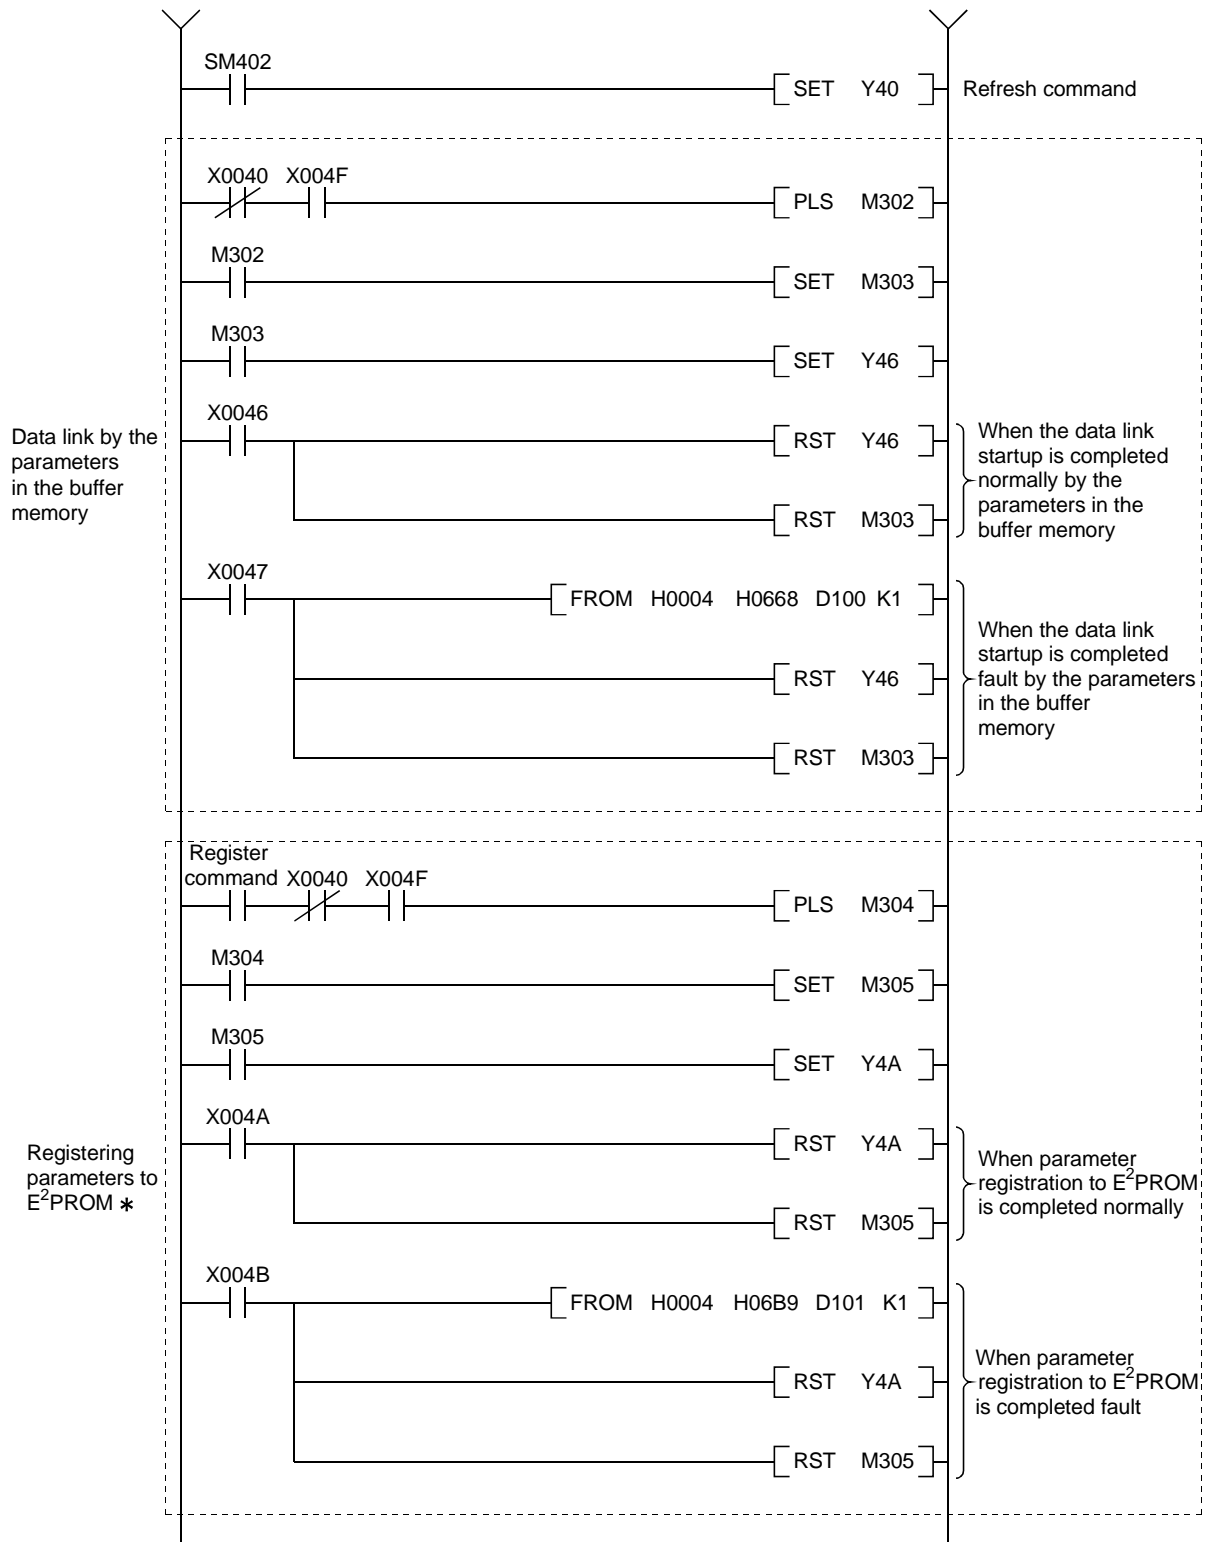 SM402
SET Y40 Refresh command
X0040 X004F
PLS M302
M302
SET M303
M303
SET Y46
X0046
RST Y46
RST M303
Data link by the
parameters
in the buffer
memory
When the data link
startup is completed
normally by the
parameters in the
buffer memory
X0047
FROM H0004 H0668 D100 K1
RST Y46
RST M303
When the data link
startup is completed
fault by the parameters
in the buffer
memory
Register
command X0040 X004F
PLS M304
M304
SET M305
M305
SET Y4A
X004A
RST Y4A
RST M305
Registering
parameters to
E²PROM *
When parameter
registration to E²PROM
is completed normally
X004B
FROM H0004 H06B9 D101 K1
RST Y4A
RST M305
When parameter
registration to E²PROM
is completed fault